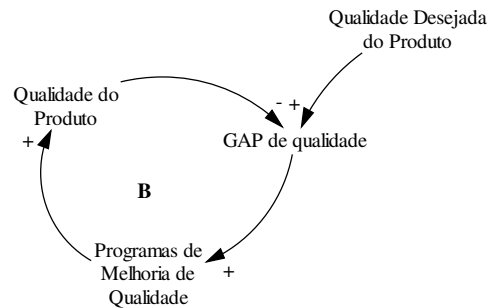 Qualidade Desejada
do Produto
Qualidade do
Produto
+
- +
GAP de qualidade
B
Programas de
Melhoria de
Qualidade
+